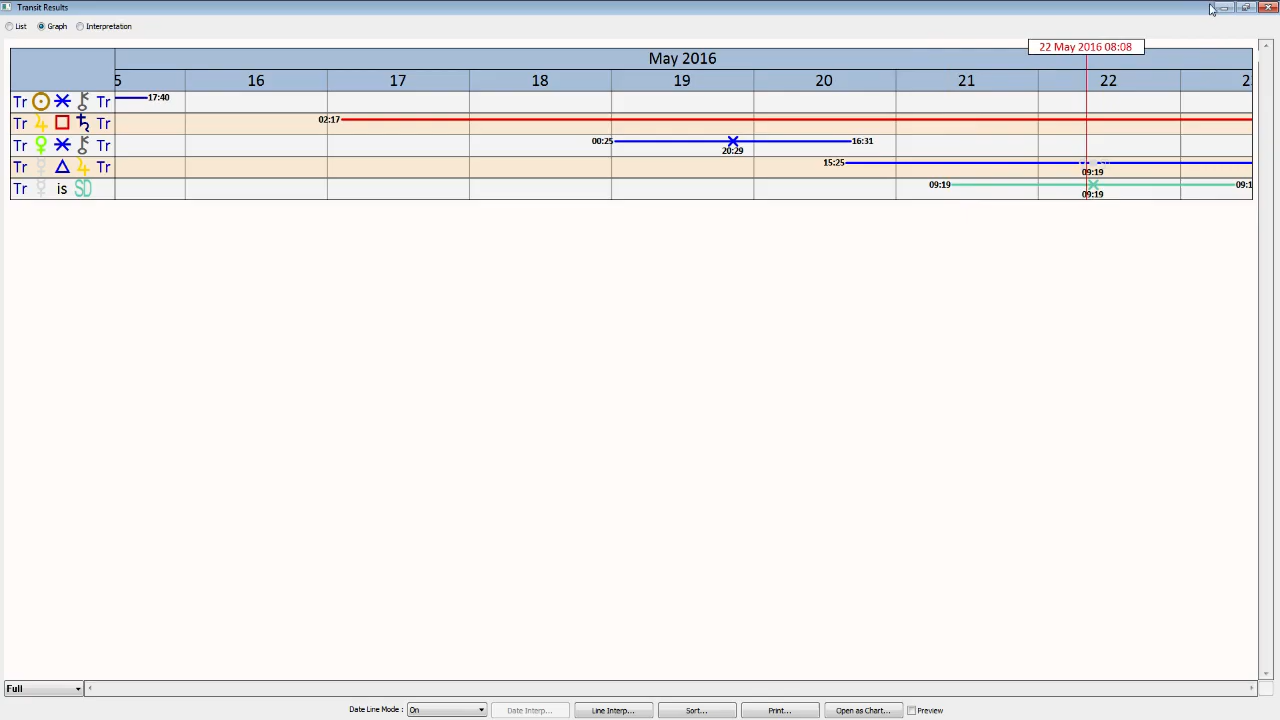 Transit Results
List Graph Interpretation
22 May 2016 08:08
May 2016
5 16 17 18 19 20 21 22 2
Tr Tr 17:40
Tr Tr 02:17
Tr Tr 00:25 20:29 16:31
Tr Tr 15:25 09:19
Tr is SD 09:19 09:19 09:1
Full
Date Line Mode : On Date Interp... Line Interp... Sort... Print... Open as Chart... Preview